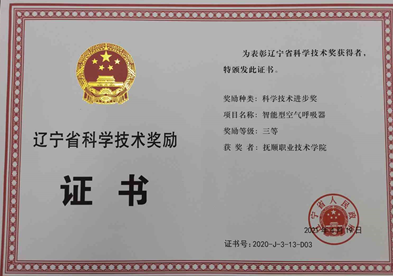 辽宁省科学技术奖励
证书
为表彰辽宁省科学技术奖获得者，
特颁发此证书。
奖励种类：科学技术进步奖
项目名称：智能型空气呼吸器
奖励等级：三等
获奖者：抚顺职业技术学院
证书号：2020-J-3-13-D03